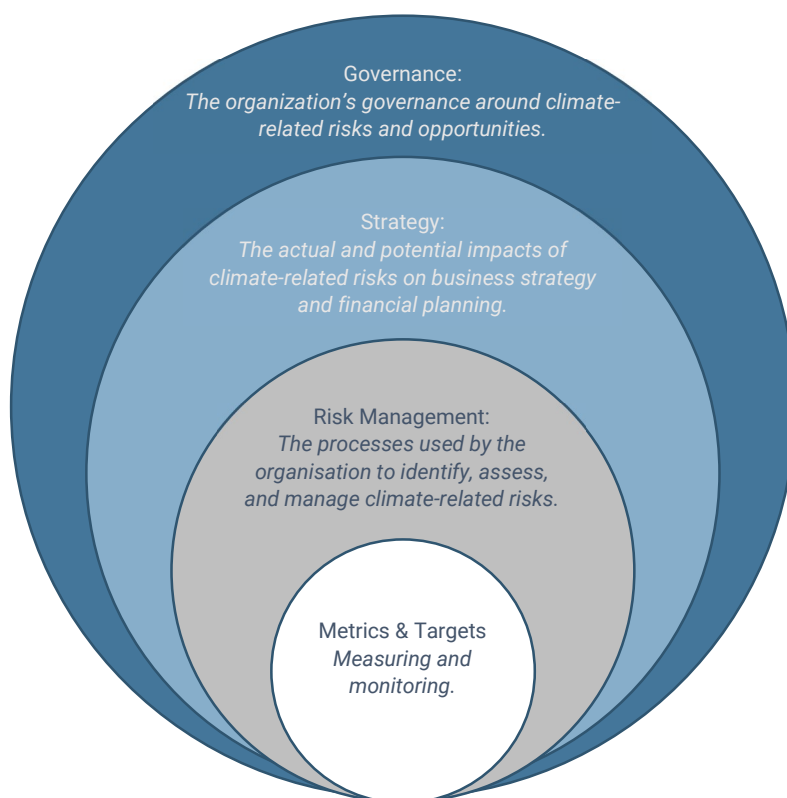 Governance:
The organization’s governance around climate-
related risks and opportunities.
Strategy:
The actual and potential impacts of
climate-related risks on business strategy
and financial planning.
Risk Management:
The processes used by the
organisation to identify, assess,
and manage climate-related risks.
Metrics & Targets
Measuring and
monitoring.